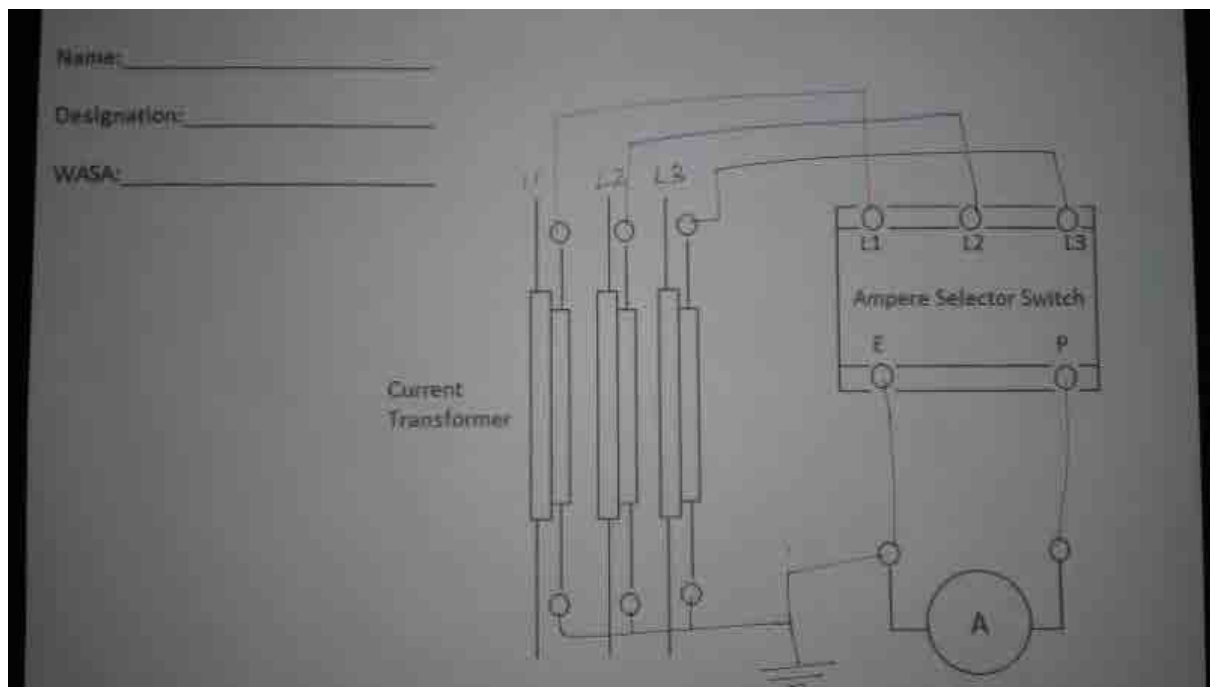 Name:
Designation:
WASA:
L1 L2 L3
L1 L2 L3
Ampere Selector Switch
E P
Current
Transformer
A